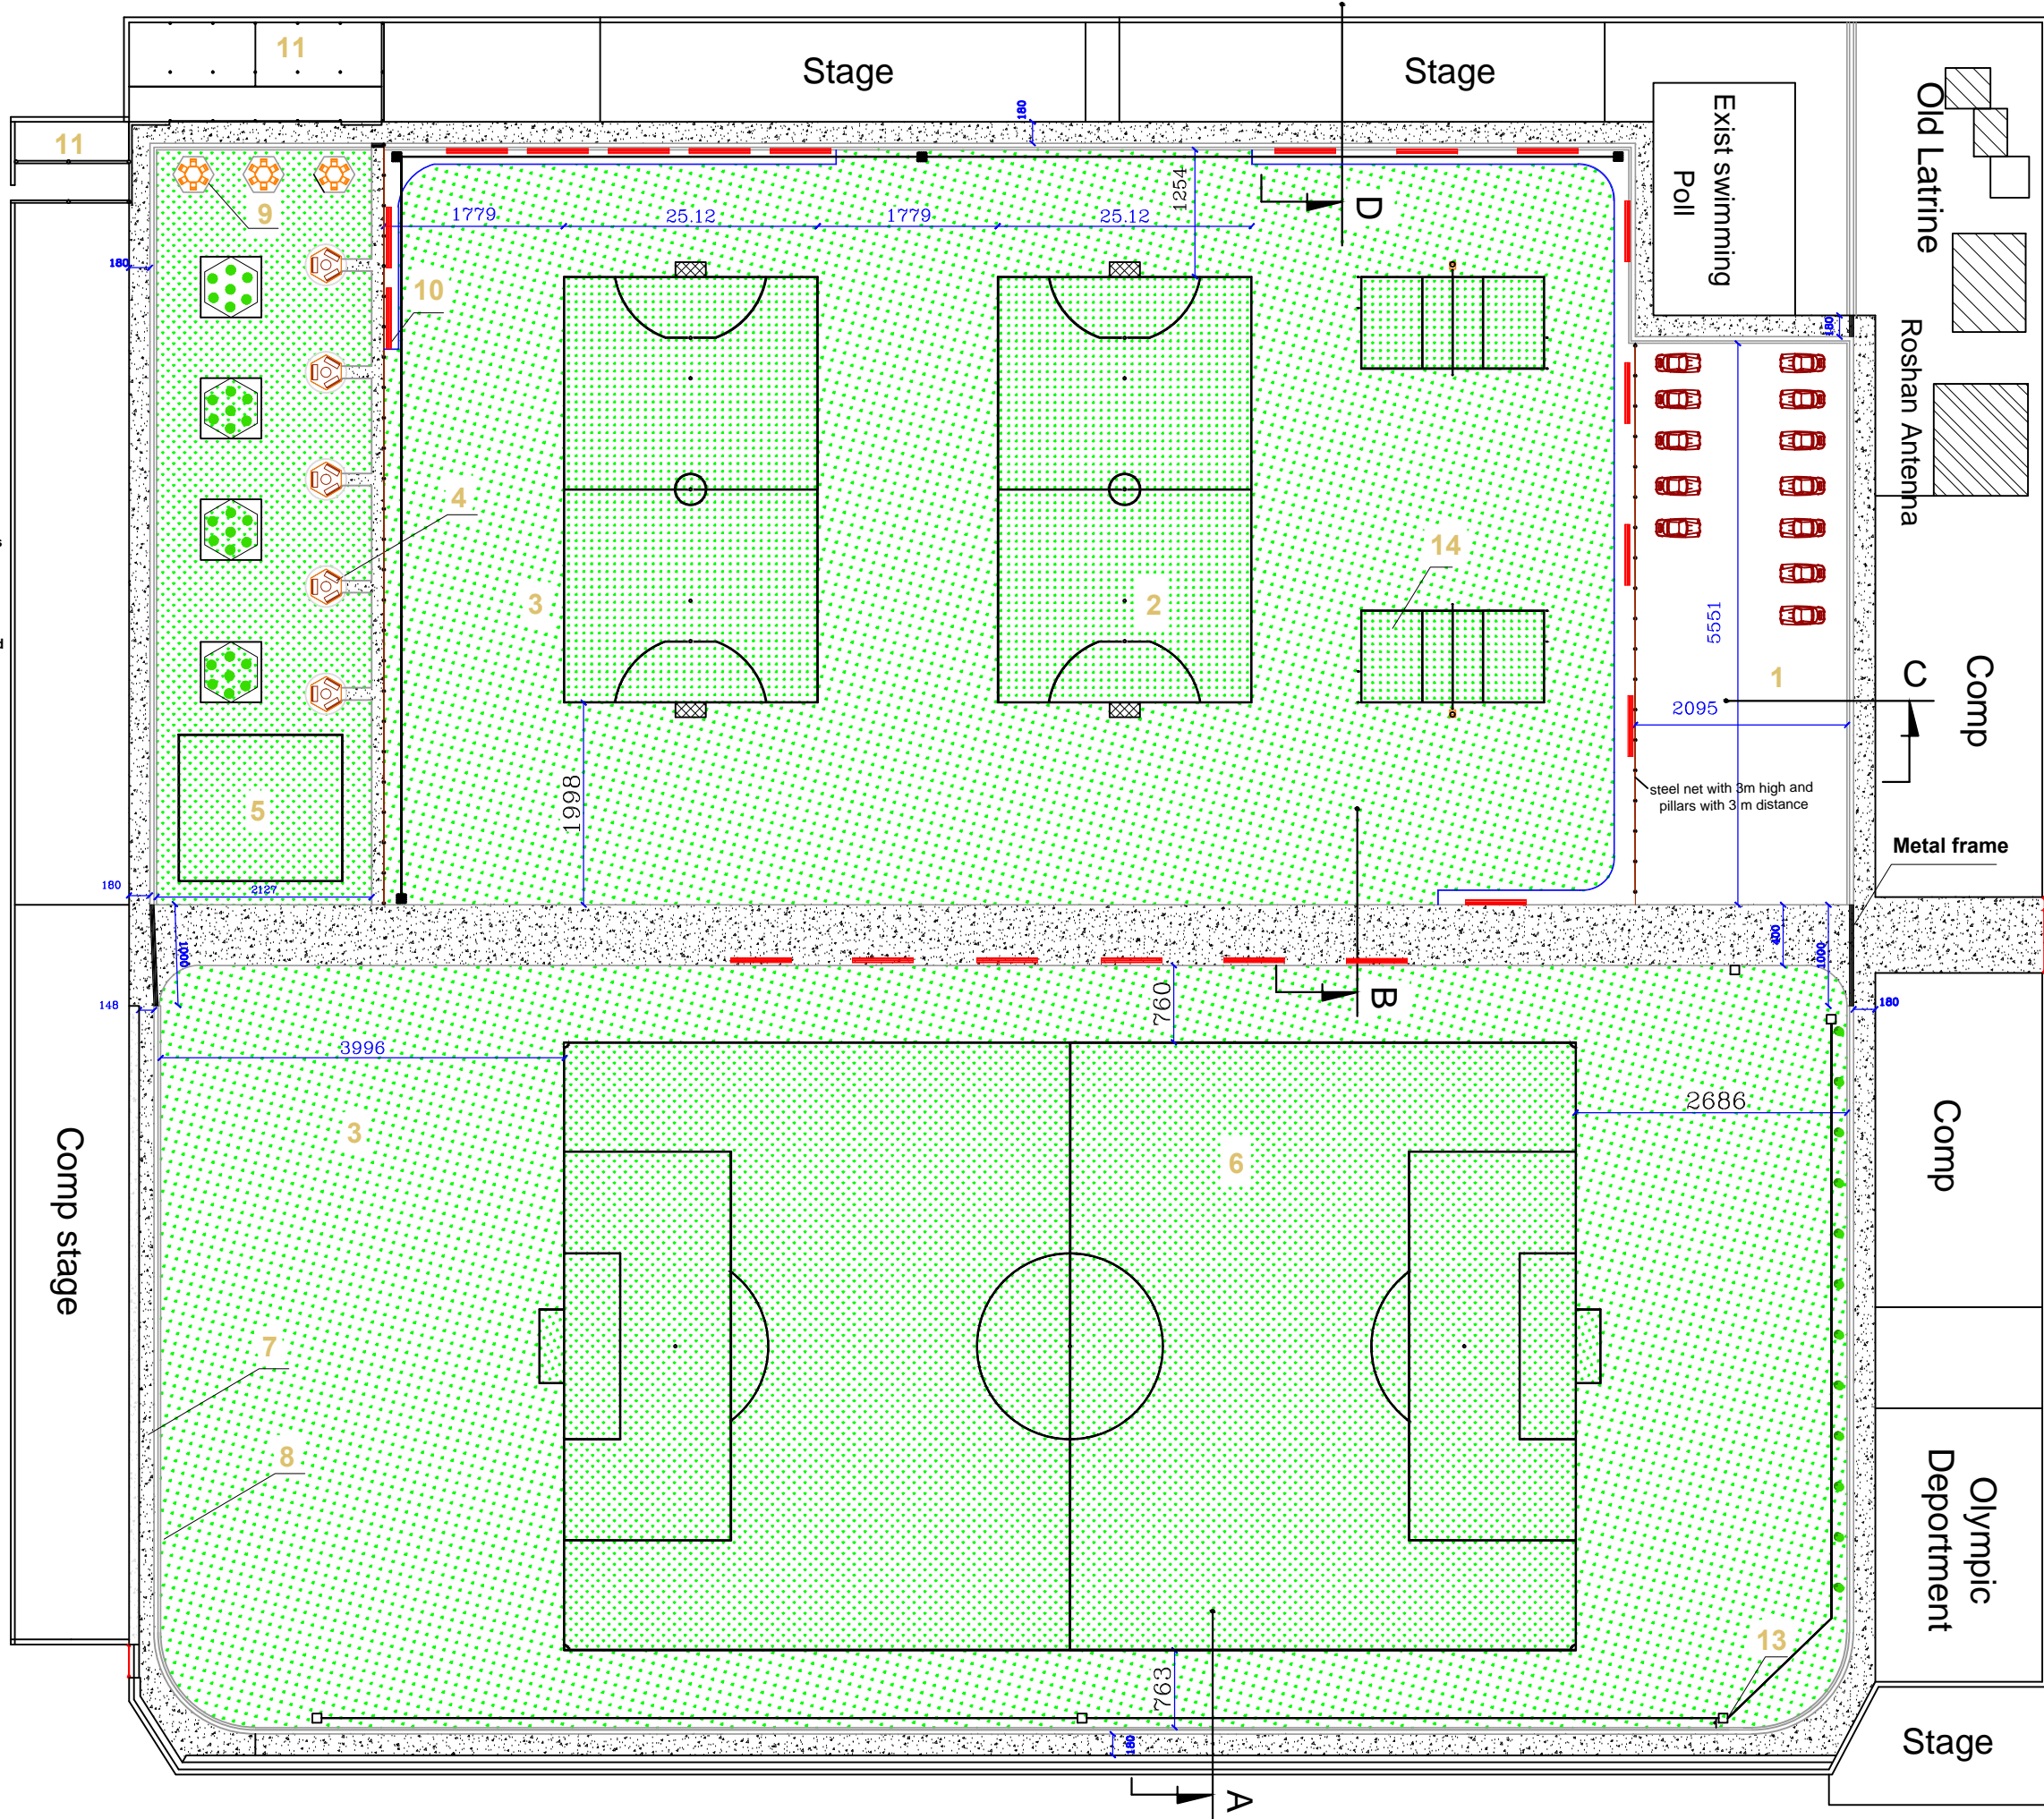 11
Stage
Stage
Old Latrine
11
180
Exist swimming
Poll
9
1779
25.12
1779
25.12
1254
D
180
10
180
Roshan Antenna
4
14
3
2
5551
1
C
Comp
2095
steel net with 3m high and
pillars with 3 m distance
1998
5
Metal frame
180
2127
1000
400
1000
148
760
B
180
3996
3
2686
6
Comp
Comp stage
7
8
Olympic
Deportment
13
763
180
Stage
A